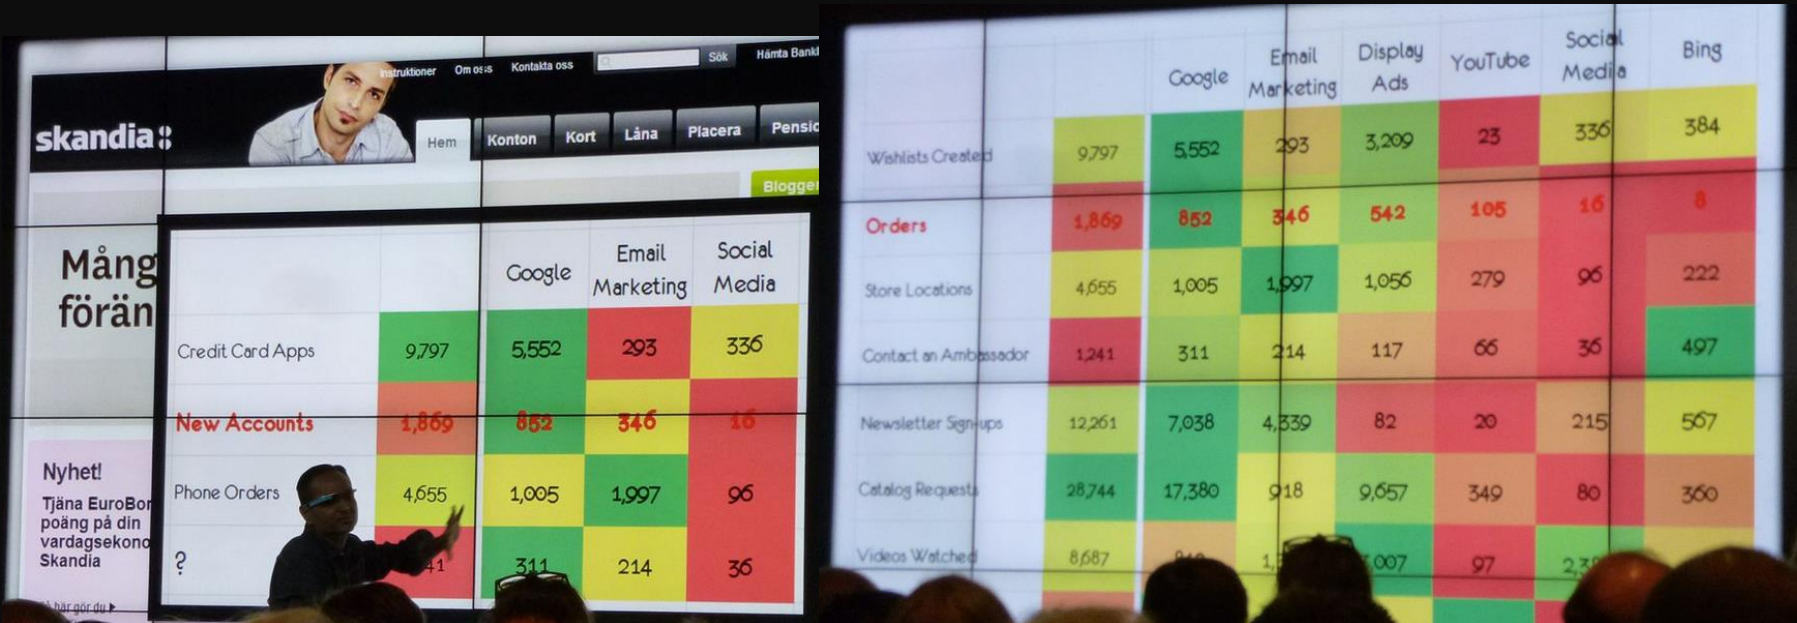 Instruktioner Om oss Kontakta oss Sök
skandia:
Hem Konton Kort Låna Placera
Mång
förän
Google Email Marketing Social Media
Credit Card Apps 9,797 5,552 293 336
New Accounts 1,869 852 346 16
Phone Orders 4,655 1,005 1,997 96
? 41 311 214 36
Nyhet!
Tjäna EuroBo
poäng på din
vardagsekono
Skandia
här gör du
Google Email Marketing Display Ads YouTube Social Media Bing
Wishlists Created 9,797 5,552 293 3,209 23 336 384
Orders 1,869 852 346 542 105 16 8
Store Locations 4,655 1,005 1,997 1,056 279 96 222
Contact an Ambassador 1,241 311 214 117 66 36 497
Newsletter Sign-ups 12,261 7,038 4,339 82 20 215 567
Catalog Requests 28,744 17,380 918 9,657 349 80 360
Videos Watched 8,687 007 97